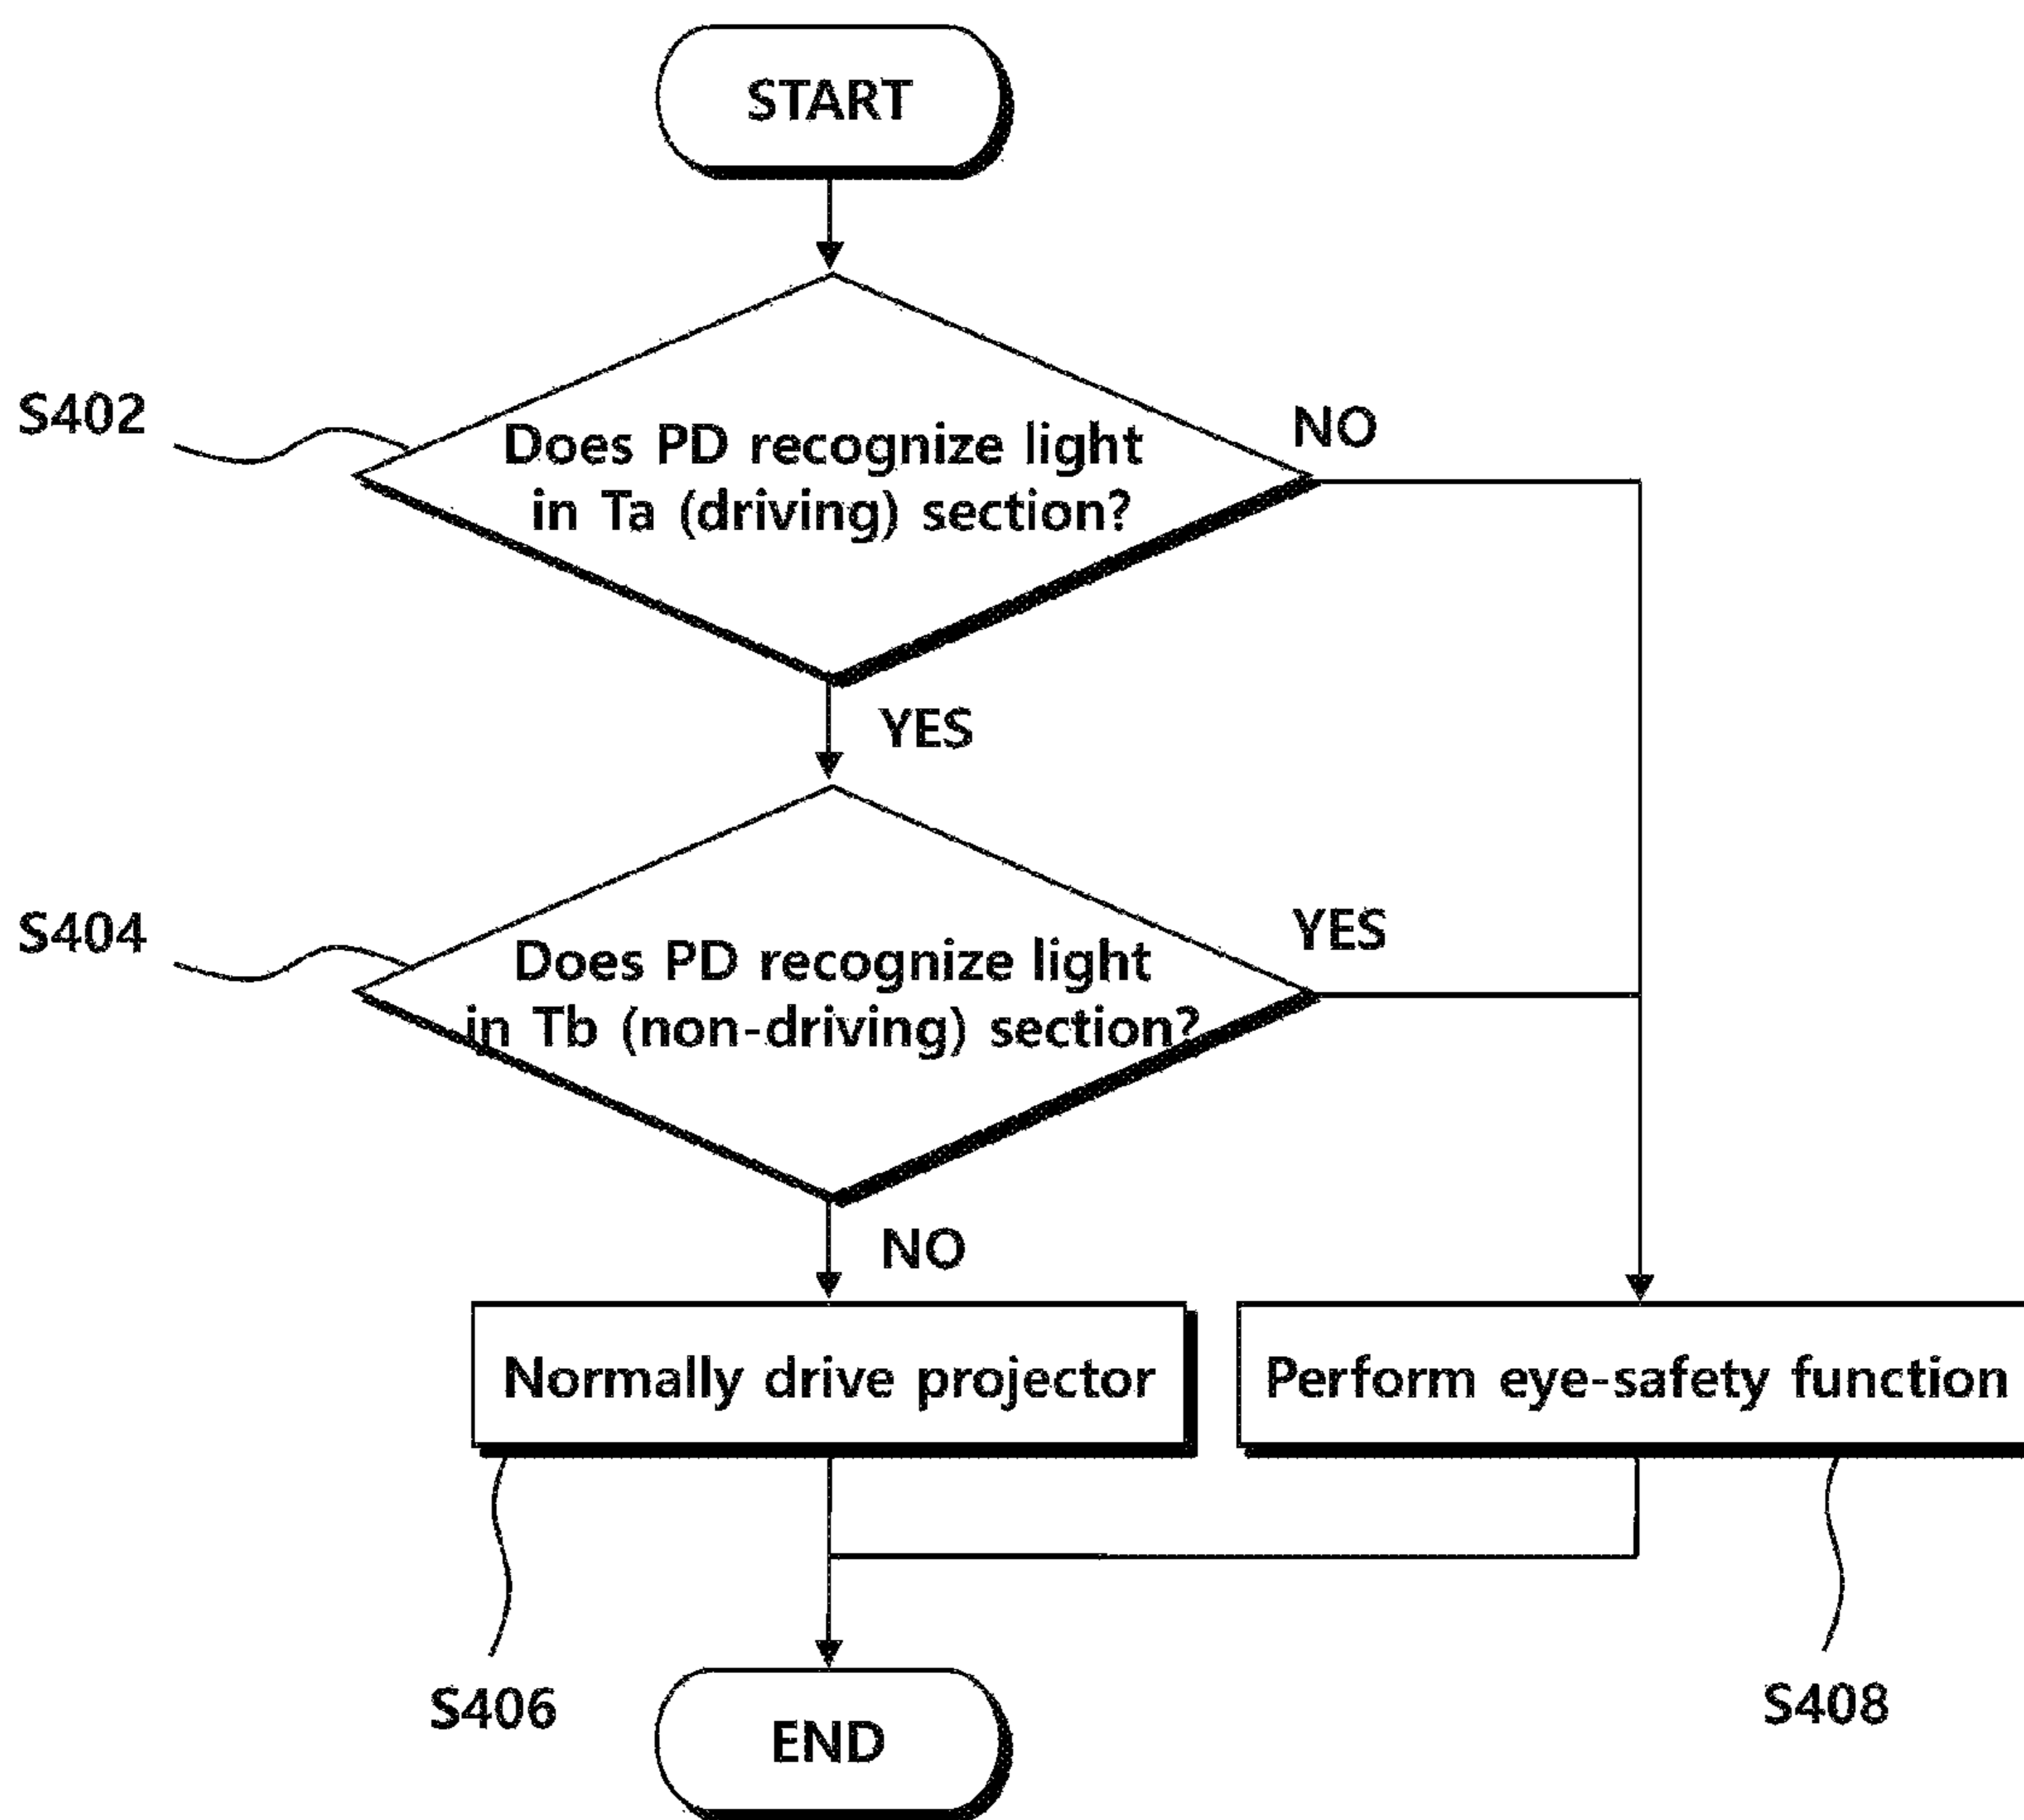 START
S402
Does PD recognize light
in Ta (driving) section?
NO
YES
S404
Does PD recognize light
in Tb (non-driving) section?
YES
NO
Normally drive projector
Perform eye-safety function
S406
S408
END